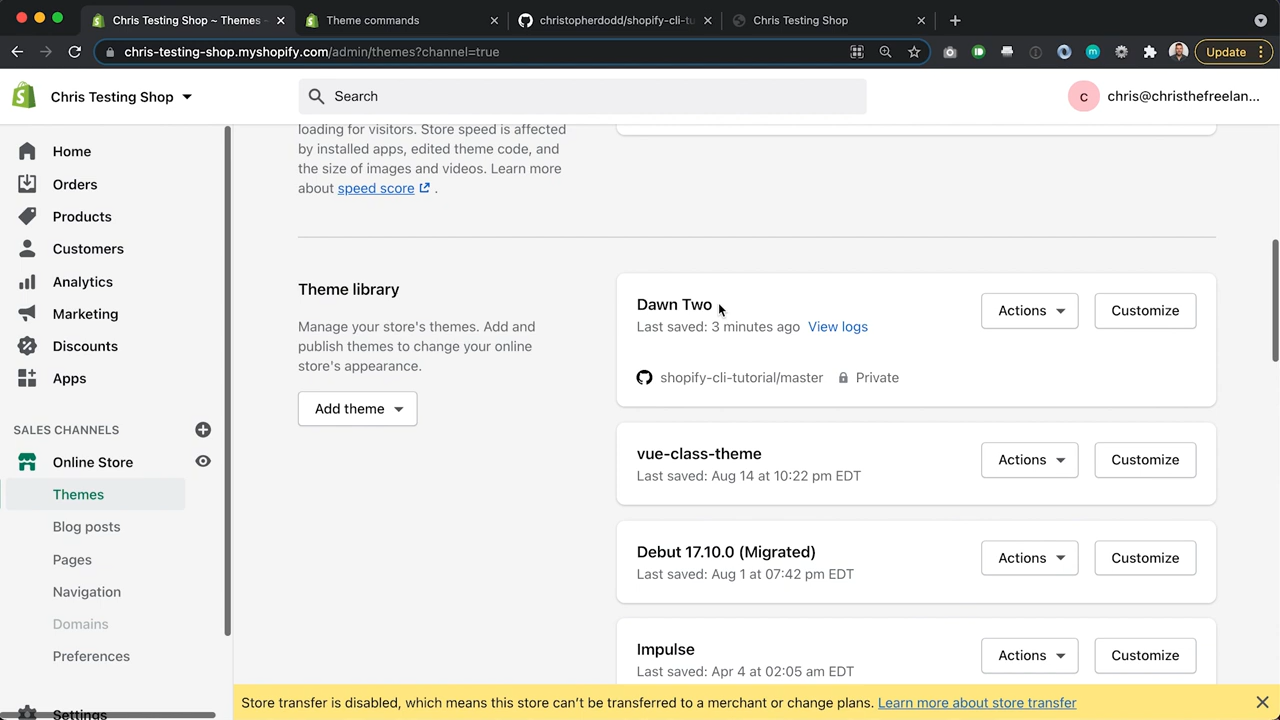 Chris Testing Shop ~ Themes
Theme commands
christopherdodd/shopify-cli-tu
Chris Testing Shop
chris-testing-shop.myshopify.com/admin/themes?channel=true
Update
Chris Testing Shop
Search
c
chris@christhefreelan...
Home
Orders
Products
Customers
Analytics
Marketing
Discounts
Apps
SALES CHANNELS
Online Store
Themes
Blog posts
Pages
Navigation
Domains
Preferences
Settings
loading for visitors. Store speed is affected
by installed apps, edited theme code, and
the size of images and videos. Learn more
about speed score .
Theme library
Manage your store's themes. Add and
publish themes to change your online
store's appearance.
Add theme
Dawn Two
Last saved: 3 minutes ago View logs
shopify-cli-tutorial/master Private
Actions
Customize
vue-class-theme
Last saved: Aug 14 at 10:22 pm EDT
Actions
Customize
Debut 17.10.0 (Migrated)
Last saved: Aug 1 at 07:42 pm EDT
Actions
Customize
Impulse
Last saved: Apr 4 at 02:05 am EDT
Actions
Customize
Store transfer is disabled, which means this store can't be transferred to a merchant or change plans. Learn more about store transfer